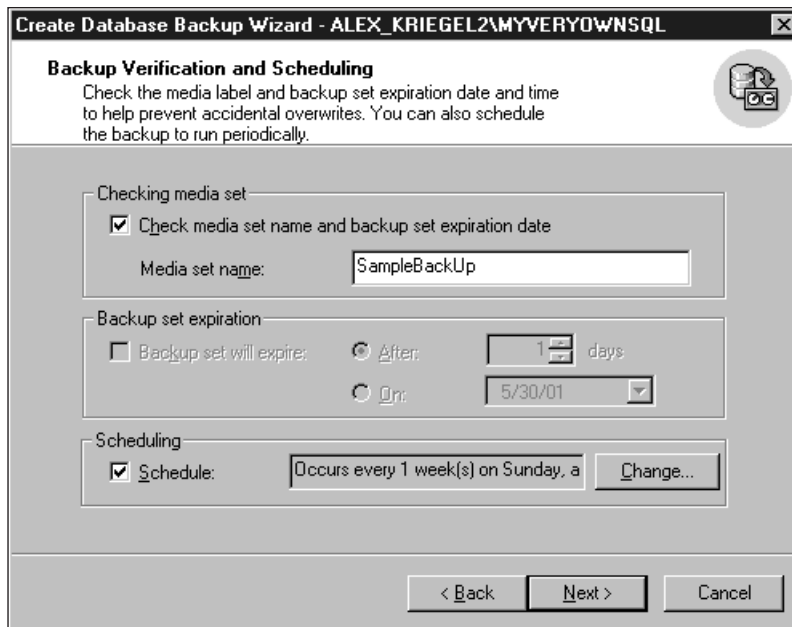 Create Database Backup Wizard - ALEX_KRIEGEL2\MYVERYOWNSQL
Backup Verification and Scheduling
Check the media label and backup set expiration date and time
to help prevent accidental overwrites. You can also schedule
the backup to run periodically.
Checking media set
Check media set name and backup set expiration date
Media set name: SampleBackUp
Backup set expiration
Backup set will expire: After: 1 days
On: 5/30/01
Scheduling
Schedule: Occurs every 1 week(s) on Sunday, a Change...
< Back Next > Cancel